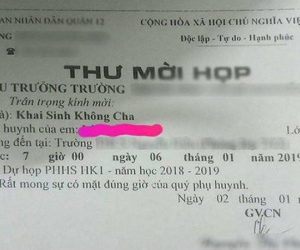 AN NHÂN DÂN QUẬN 12 CỘNG HÒA XÃ HỘI CHỦ NGHĨA VIỆ
Độc lập - Tự do - Hạnh phúc
THƯ MỜI HỌP
U TRƯỞNG TRƯỜNG
Trân trọng kính mời:
à): Khai Sinh Không Cha
huynh của em:
ng đến tại: Trường
c: 7 giờ 00 ngày 06 tháng 01 năm 2019
Dự họp PHHS HK1 - năm học 2018 - 2019
Rất mong sự có mặt đúng giờ của quý phụ huynh.
Ngày 02 tháng 01
GVCN